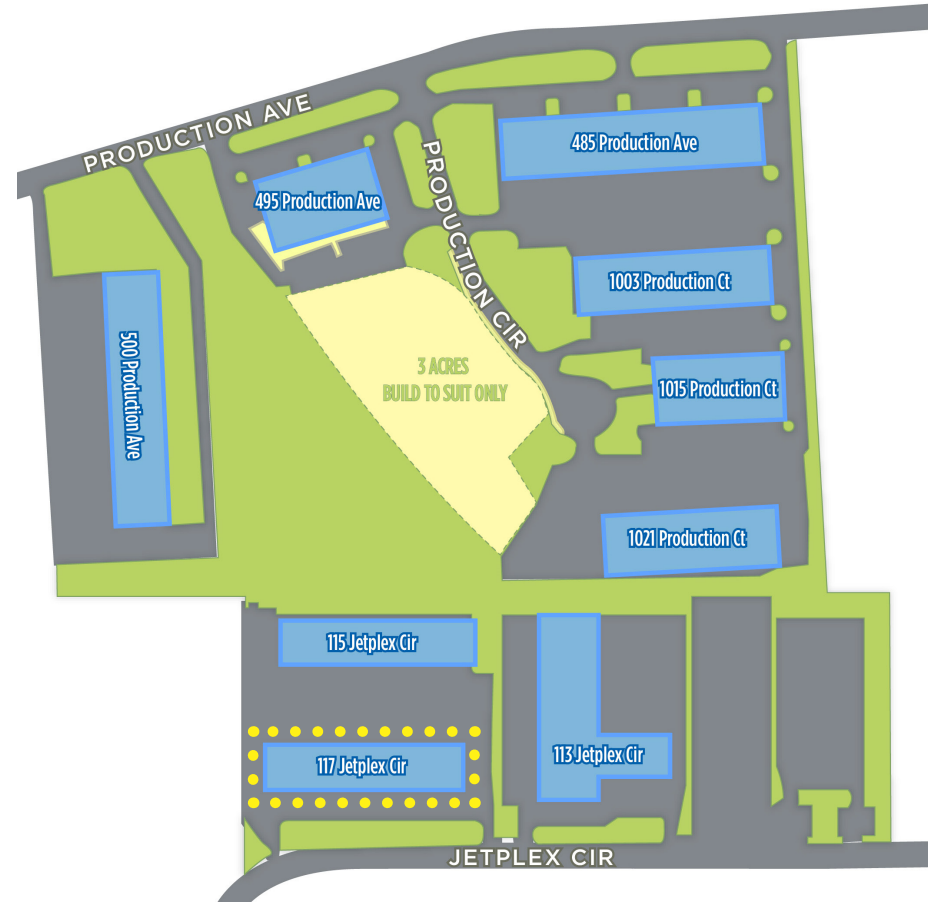 PRODUCTION AVE
485 Production Ave
PRODUCTION CIR
495 Production Ave
1003 Production Ct
500 Production Ave
3 ACRES
BUILD TO SUIT ONLY
1015 Production Ct
1021 Production Ct
115 Jetplex Cir
113 Jetplex Cir
117 Jetplex Cir
JETPLEX CIR